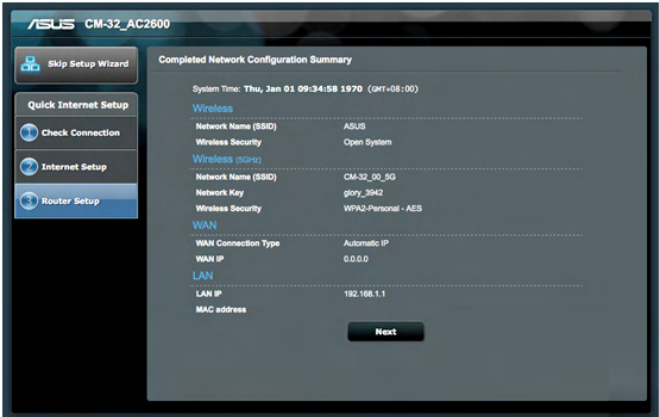 ASUS CM-32_AC2600
Skip Setup Wizard
Quick Internet Setup
1 Check Connection
2 Internet Setup
3 Router Setup
Completed Network Configuration Summary
System Time: Thu, Jan 01 09:34:58 1970 (GMT+08:00)
Wireless
Network Name (SSID) ASUS
Wireless Security Open System
Wireless (5GHz)
Network Name (SSID) CM-32_00_5G
Network Key glory_3942
Wireless Security WPA2-Personal - AES
WAN
WAN Connection Type Automatic IP
WAN IP 0.0.0.0
LAN
LAN IP 192.168.1.1
MAC address
Next